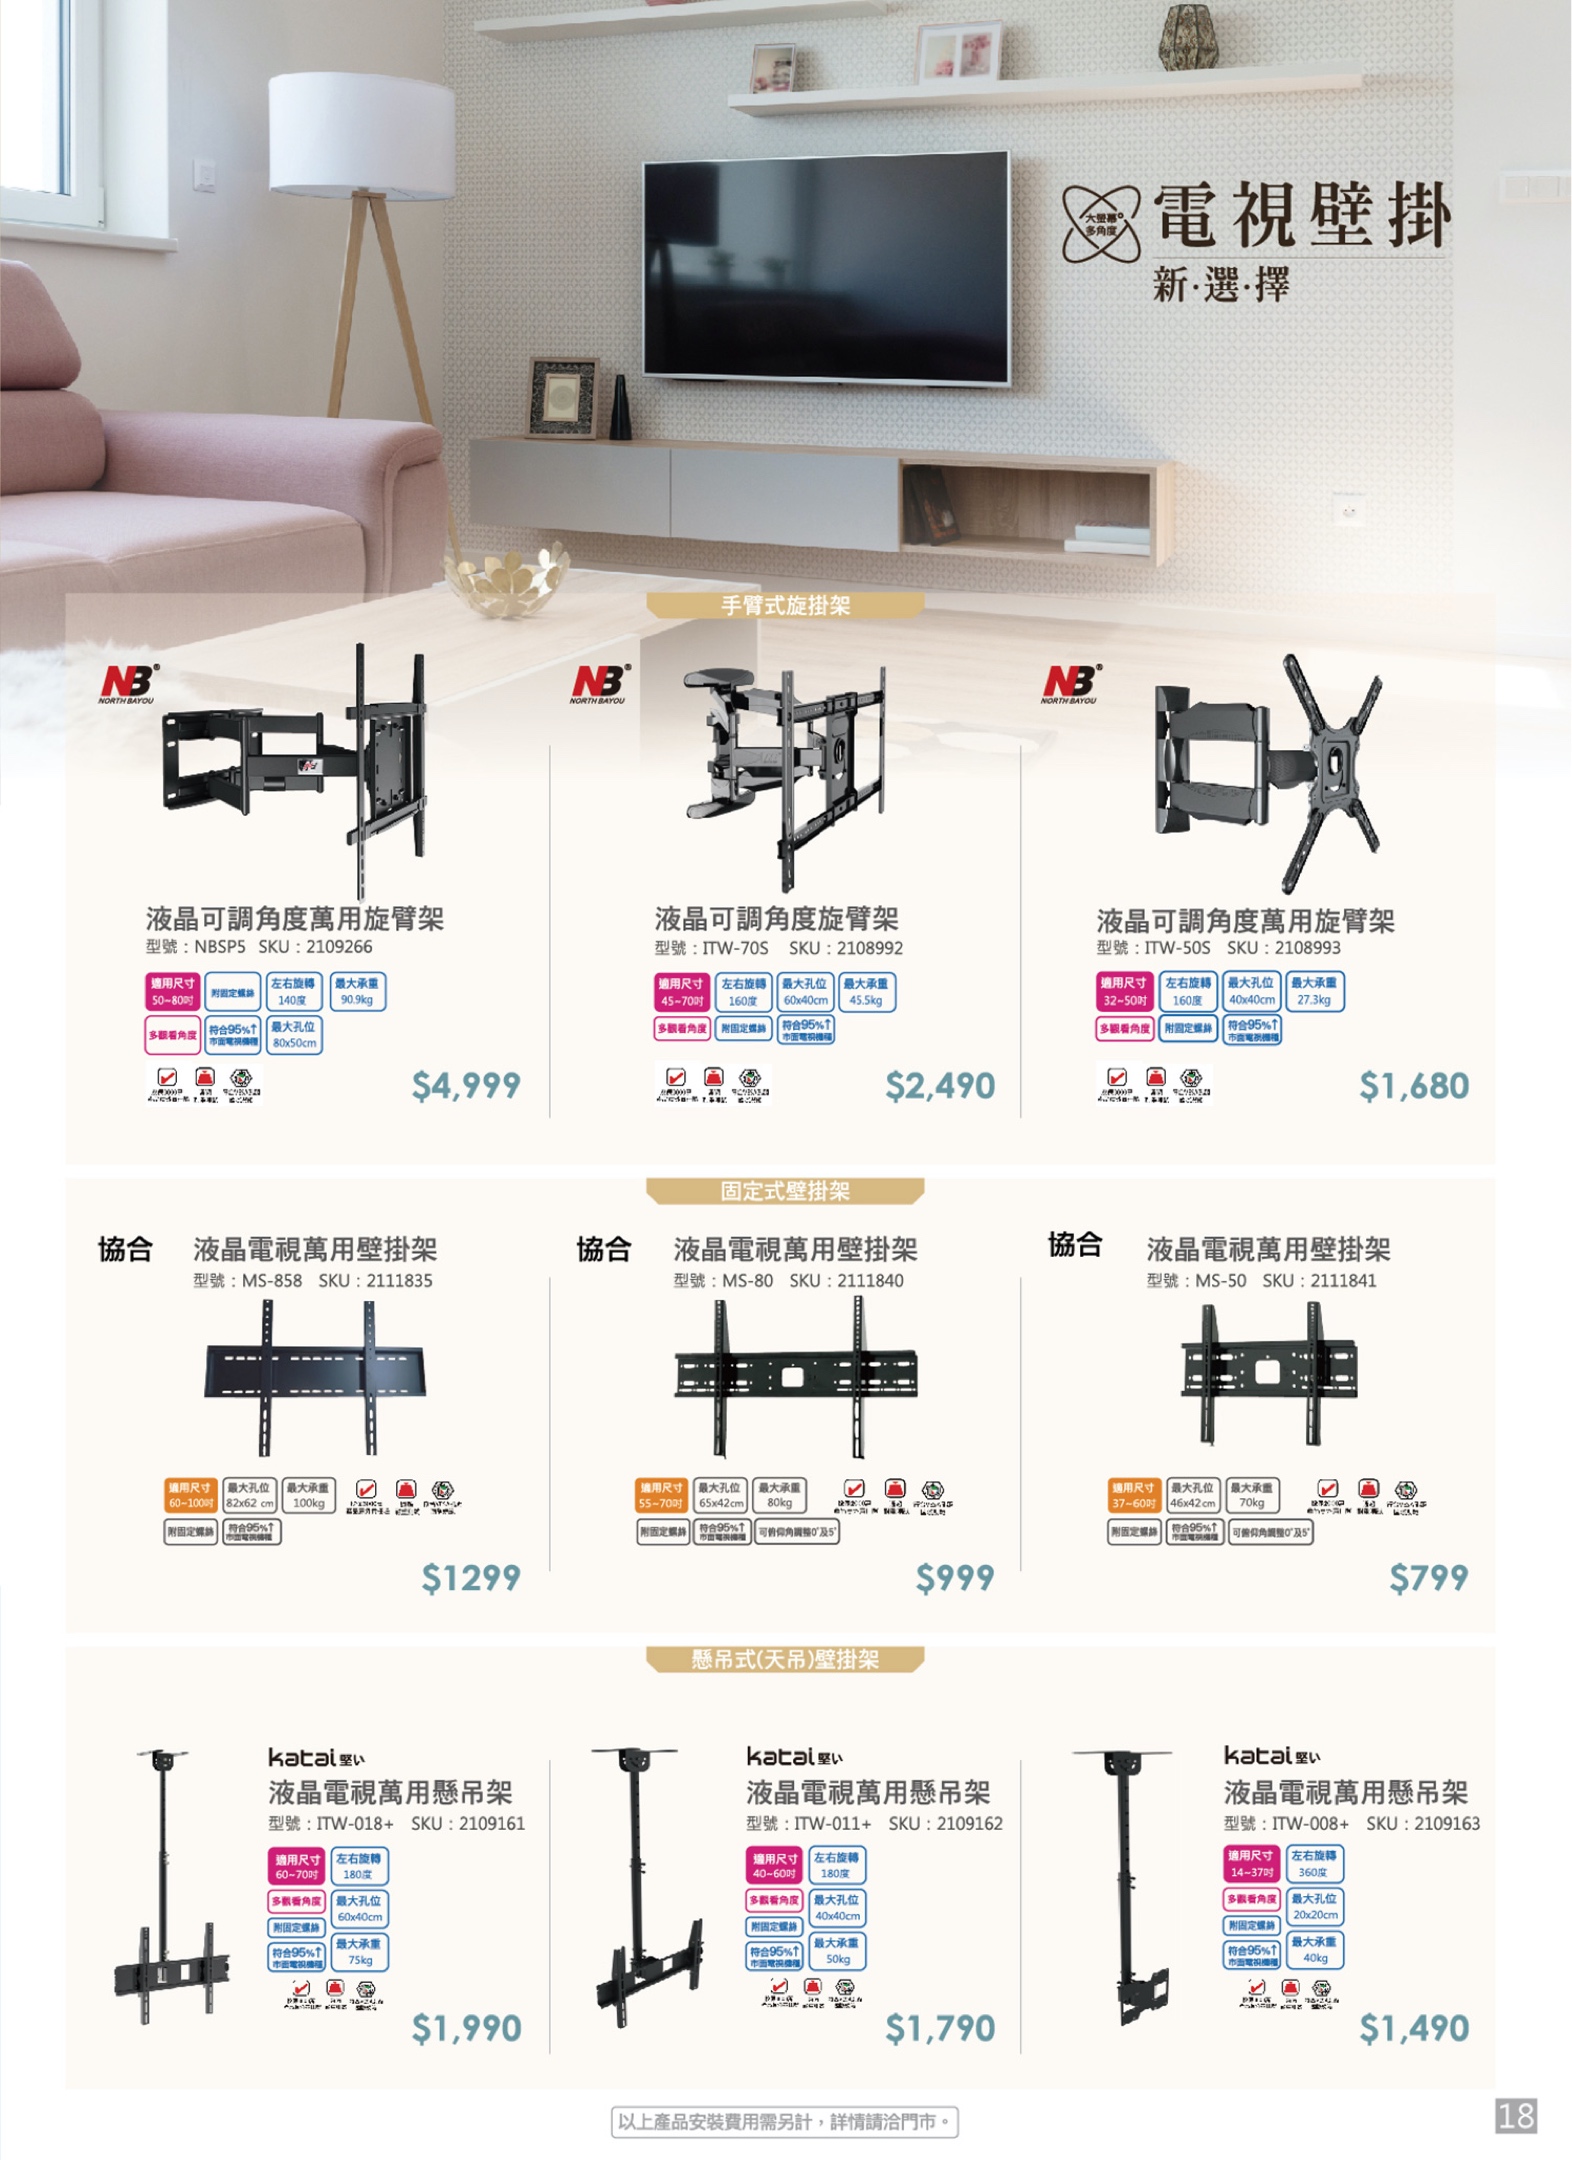 大螢幕
多角度
電視壁掛
新·選·擇
手臂式旋掛架
NB®
NORTH BAYOU
液晶可調角度萬用旋臂架
型號：NBSP5 SKU：2109266
適用尺寸
50~80吋
附固定螺絲
左右旋轉
140度
最大承重
90.9kg
多觀看角度
符合95%↑
市面電視機種
最大孔位
80x50cm
$4,999
NB®
NORTH BAYOU
液晶可調角度旋臂架
型號：ITW-70S SKU：2108992
適用尺寸
45~70吋
左右旋轉
160度
最大孔位
60x40cm
最大承重
45.5kg
多觀看角度
附固定螺絲
符合95%↑
市面電視機種
$2,490
NB®
NORTH BAYOU
液晶可調角度萬用旋臂架
型號：ITW-50S SKU：2108993
適用尺寸
32~50吋
左右旋轉
160度
最大孔位
40x40cm
最大承重
27.3kg
多觀看角度
附固定螺絲
符合95%↑
市面電視機種
$1,680
固定式壁掛架
協合
液晶電視萬用壁掛架
型號：MS-858 SKU：2111835
適用尺寸
60~100吋
最大孔位
82x62 cm
最大承重
100kg
附固定螺絲
符合95%↑
市面電視機種
$1299
協合
液晶電視萬用壁掛架
型號：MS-80 SKU：2111840
適用尺寸
55~70吋
最大孔位
65x42cm
最大承重
80kg
附固定螺絲
符合95%↑
市面電視機種
可俯仰角調整0°及5°
$999
協合
液晶電視萬用壁掛架
型號：MS-50 SKU：2111841
適用尺寸
37~60吋
最大孔位
46x42cm
最大承重
70kg
附固定螺絲
符合95%↑
市面電視機種
可俯仰角調整0°及5°
$799
懸吊式(天吊)壁掛架
katai 堅い
液晶電視萬用懸吊架
型號：ITW-018+ SKU：2109161
適用尺寸
60~70吋
左右旋轉
180度
多觀看角度
最大孔位
60x40cm
附固定螺絲
符合95%↑
市面電視機種
最大承重
75kg
$1,990
katai 堅い
液晶電視萬用懸吊架
型號：ITW-011+ SKU：2109162
適用尺寸
40~60吋
左右旋轉
180度
多觀看角度
最大孔位
40x40cm
附固定螺絲
符合95%↑
市面電視機種
最大承重
50kg
$1,790
katai 堅い
液晶電視萬用懸吊架
型號：ITW-008+ SKU：2109163
適用尺寸
14~37吋
左右旋轉
360度
多觀看角度
最大孔位
20x20cm
附固定螺絲
符合95%↑
市面電視機種
最大承重
40kg
$1,490
以上產品安裝費用需另計，詳情請洽門市。
18